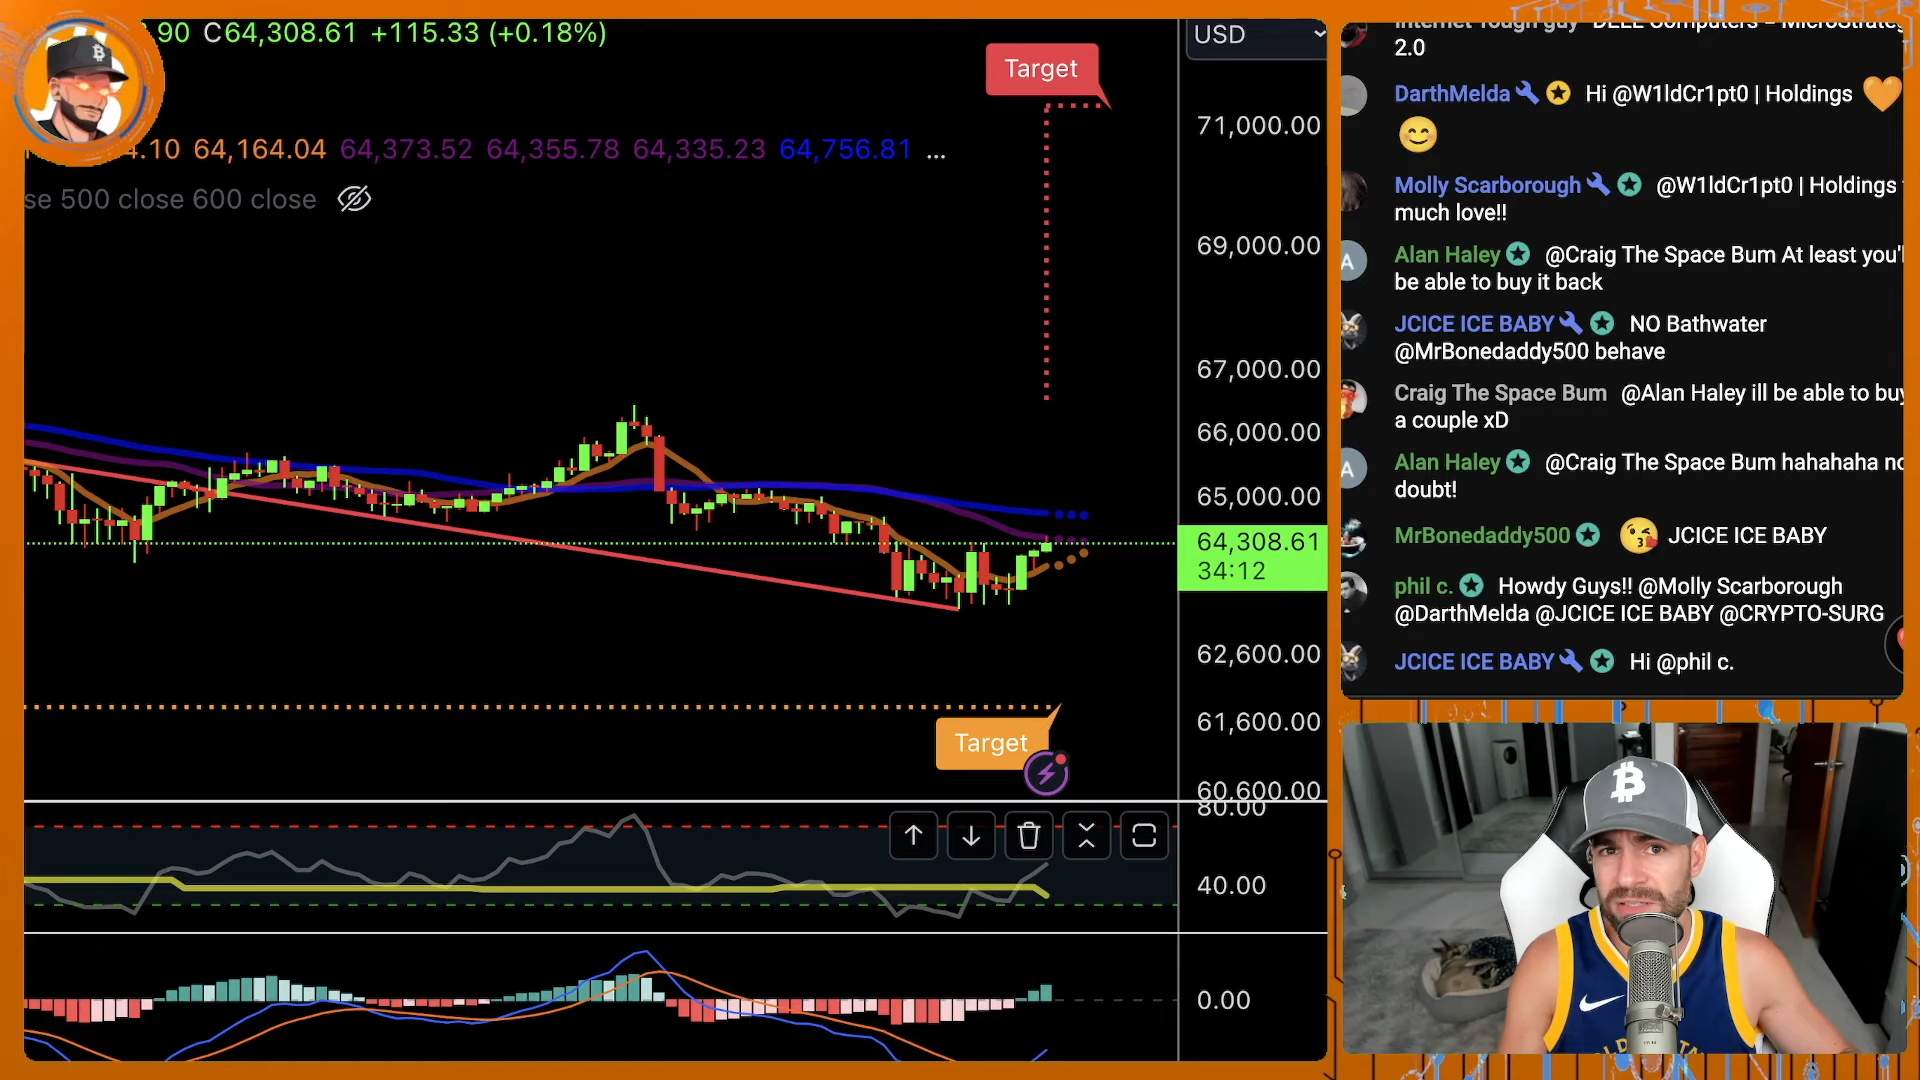 .90 C64,308.61 +115.33 (+0.18%)
4.10 64,164.04 64,373.52 64,355.78 64,335.23 64,756.81 ...
se 500 close 600 close
Target
Target
USD
71,000.00
69,000.00
67,000.00
66,000.00
65,000.00
64,308.61
34:12
62,600.00
61,600.00
60,600.00
80.00
40.00
0.00
Internet Tough guy DELL Computers = MicroStrateg
2.0
DarthMelda Hi @W1ldCr1pt0 | Holdings 🧡
😊
Molly Scarborough @W1ldCr1pt0 | Holdings
much love!!
A
Alan Haley @Craig The Space Bum At least you'l
be able to buy it back
JCICE ICE BABY NO Bathwater
@MrBonedaddy500 behave
Craig The Space Bum @Alan Haley ill be able to buy
a couple xD
A
Alan Haley @Craig The Space Bum hahahaha no
doubt!
MrBonedaddy500 😘 JCICE ICE BABY
phil c. Howdy Guys!! @Molly Scarborough
@DarthMelda @JCICE ICE BABY @CRYPTO-SURG
JCICE ICE BABY Hi @phil c.